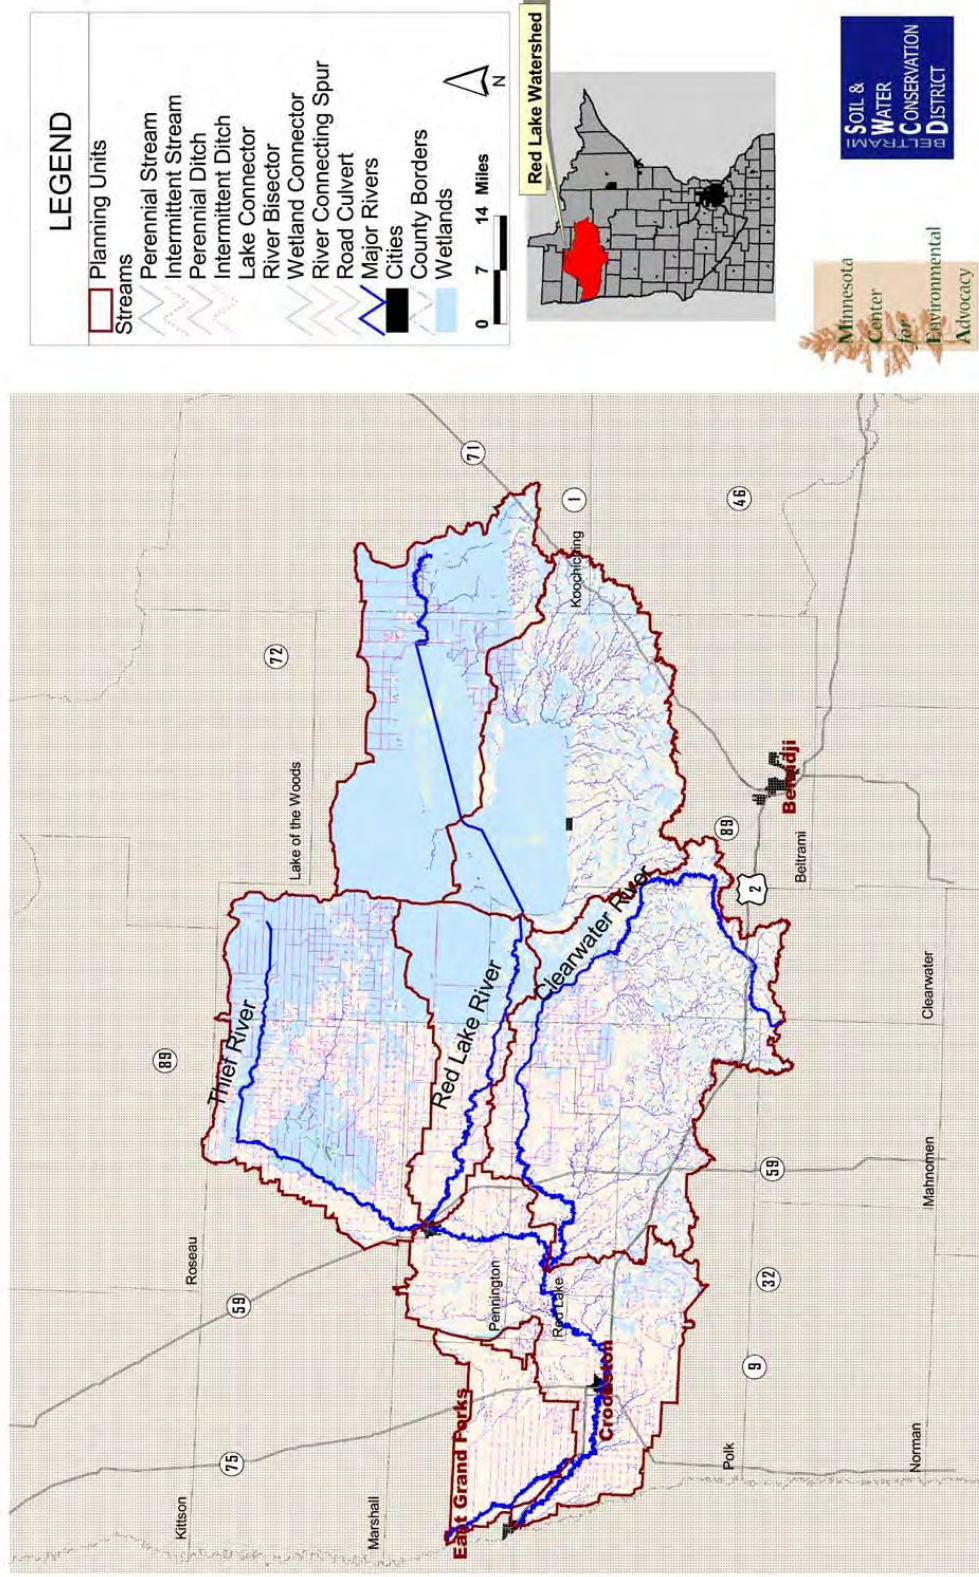 LEGEND
Planning Units
Streams
Perennial Stream
Intermittent Stream
Perennial Ditch
Intermittent Ditch
Lake Connector
River Bisector
Wetland Connector
River Connecting Spur
Road Culvert
Major Rivers
Cities
County Borders
Wetlands
0 7 14 Miles
N
Red Lake Watershed
BELTRAMI
SOIL &
WATER
CONSERVATION
DISTRICT
Minnesota
Center
for
Environmental
Advocacy
Kittson
Roseau
89
Lake of the Woods
72
75
59
Thief River
Marshall
East Grand Forks
Pennington
Red Lake River
71
Red Lake
Clearwater River
Koochiching
1
Crookston
Polk
9
32
59
2
89
46
Bemidji
Beltrami
Norman
Mahnomen
Clearwater